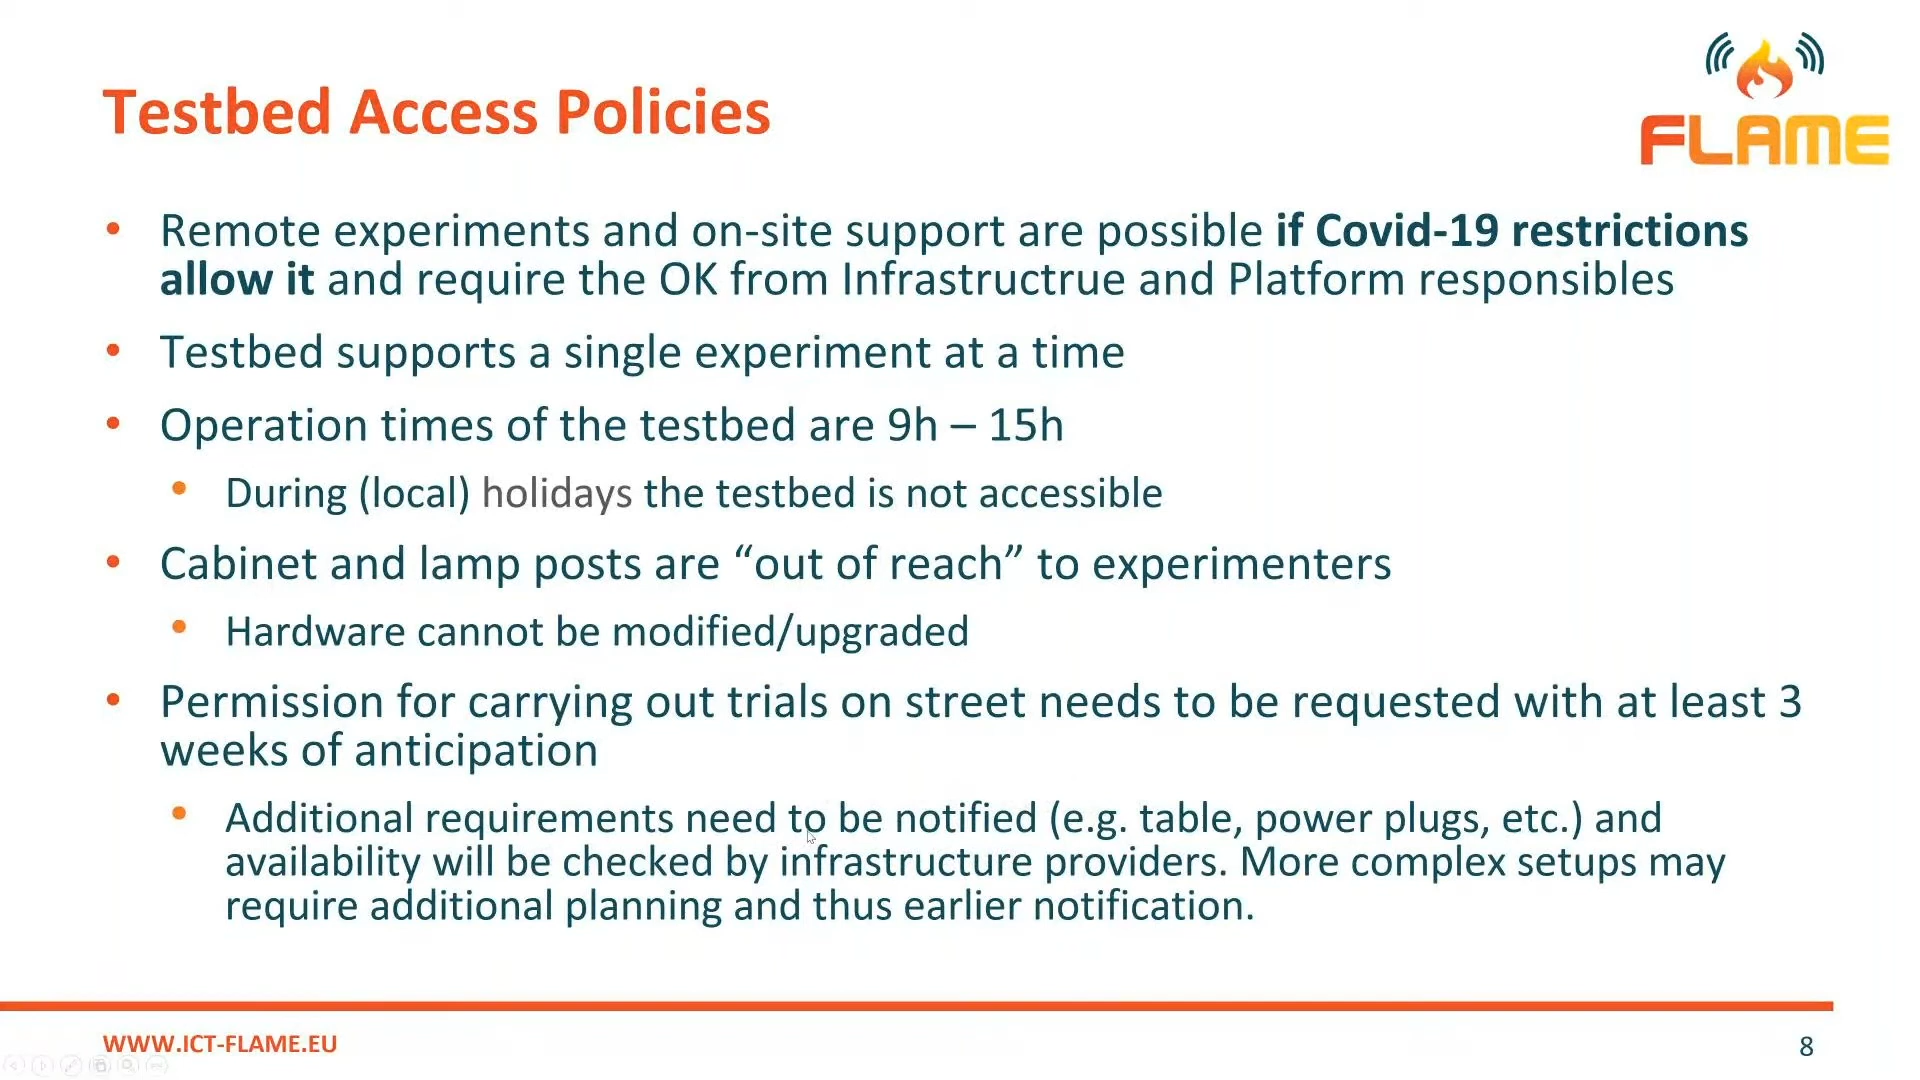 Testbed Access Policies
FLAME
• Remote experiments and on-site support are possible if Covid-19 restrictions
allow it and require the OK from Infrastructrue and Platform responsibles
• Testbed supports a single experiment at a time
• Operation times of the testbed are 9h – 15h
• During (local) holidays the testbed is not accessible
• Cabinet and lamp posts are “out of reach” to experimenters
• Hardware cannot be modified/upgraded
• Permission for carrying out trials on street needs to be requested with at least 3
weeks of anticipation
• Additional requirements need to be notified (e.g. table, power plugs, etc.) and
availability will be checked by infrastructure providers. More complex setups may
require additional planning and thus earlier notification.
WWW.ICT-FLAME.EU
8